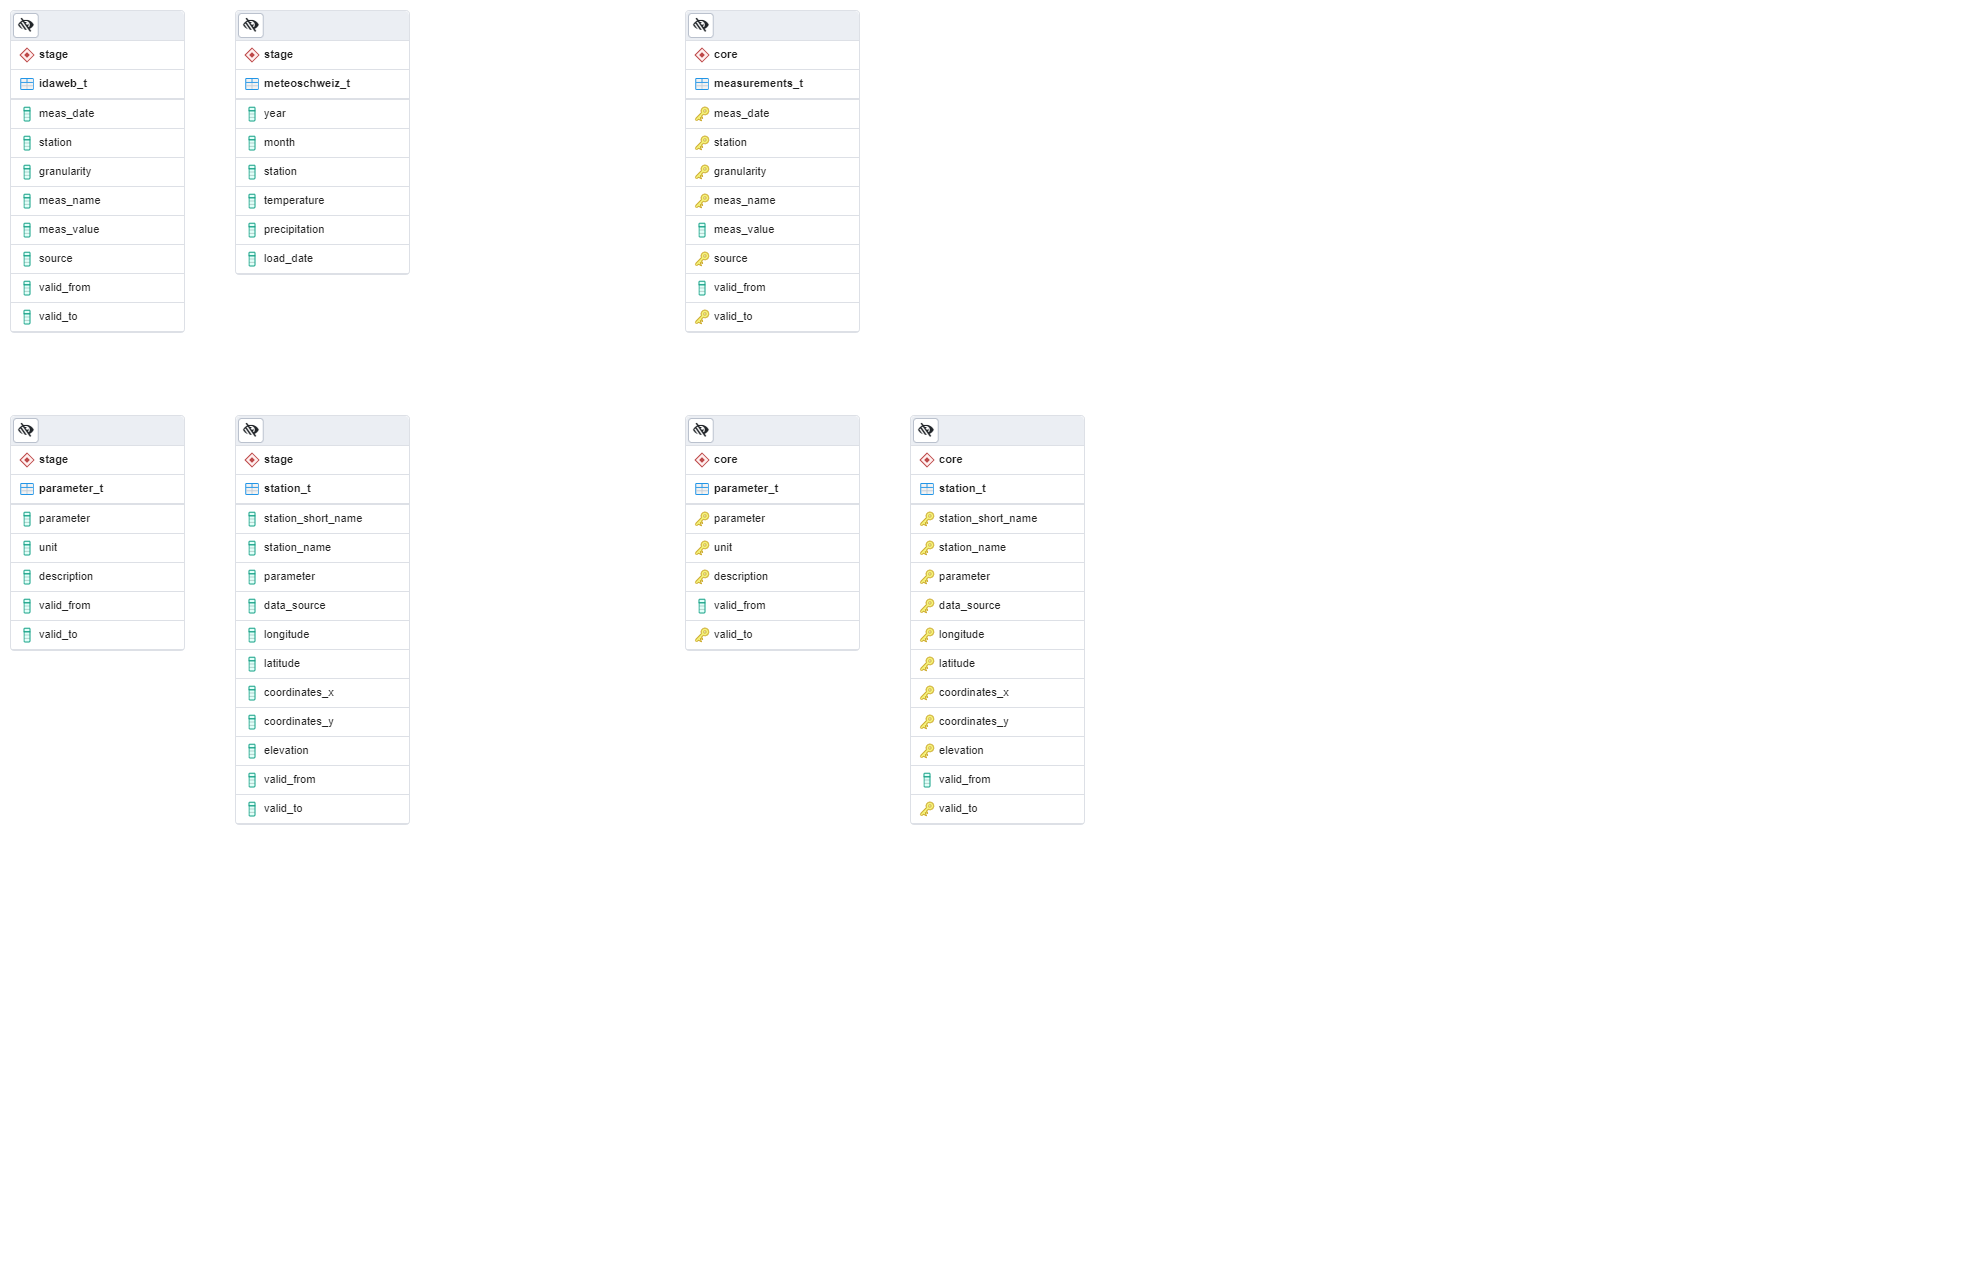 stage
idaweb_t
meas_date
station
granularity
meas_name
meas_value
source
valid_from
valid_to
stage
meteoschweiz_t
year
month
station
temperature
precipitation
load_date
core
measurements_t
meas_date
station
granularity
meas_name
meas_value
source
valid_from
valid_to
stage
parameter_t
parameter
unit
description
valid_from
valid_to
stage
station_t
station_short_name
station_name
parameter
data_source
longitude
latitude
coordinates_x
coordinates_y
elevation
valid_from
valid_to
core
parameter_t
parameter
unit
description
valid_from
valid_to
core
station_t
station_short_name
station_name
parameter
data_source
longitude
latitude
coordinates_x
coordinates_y
elevation
valid_from
valid_to